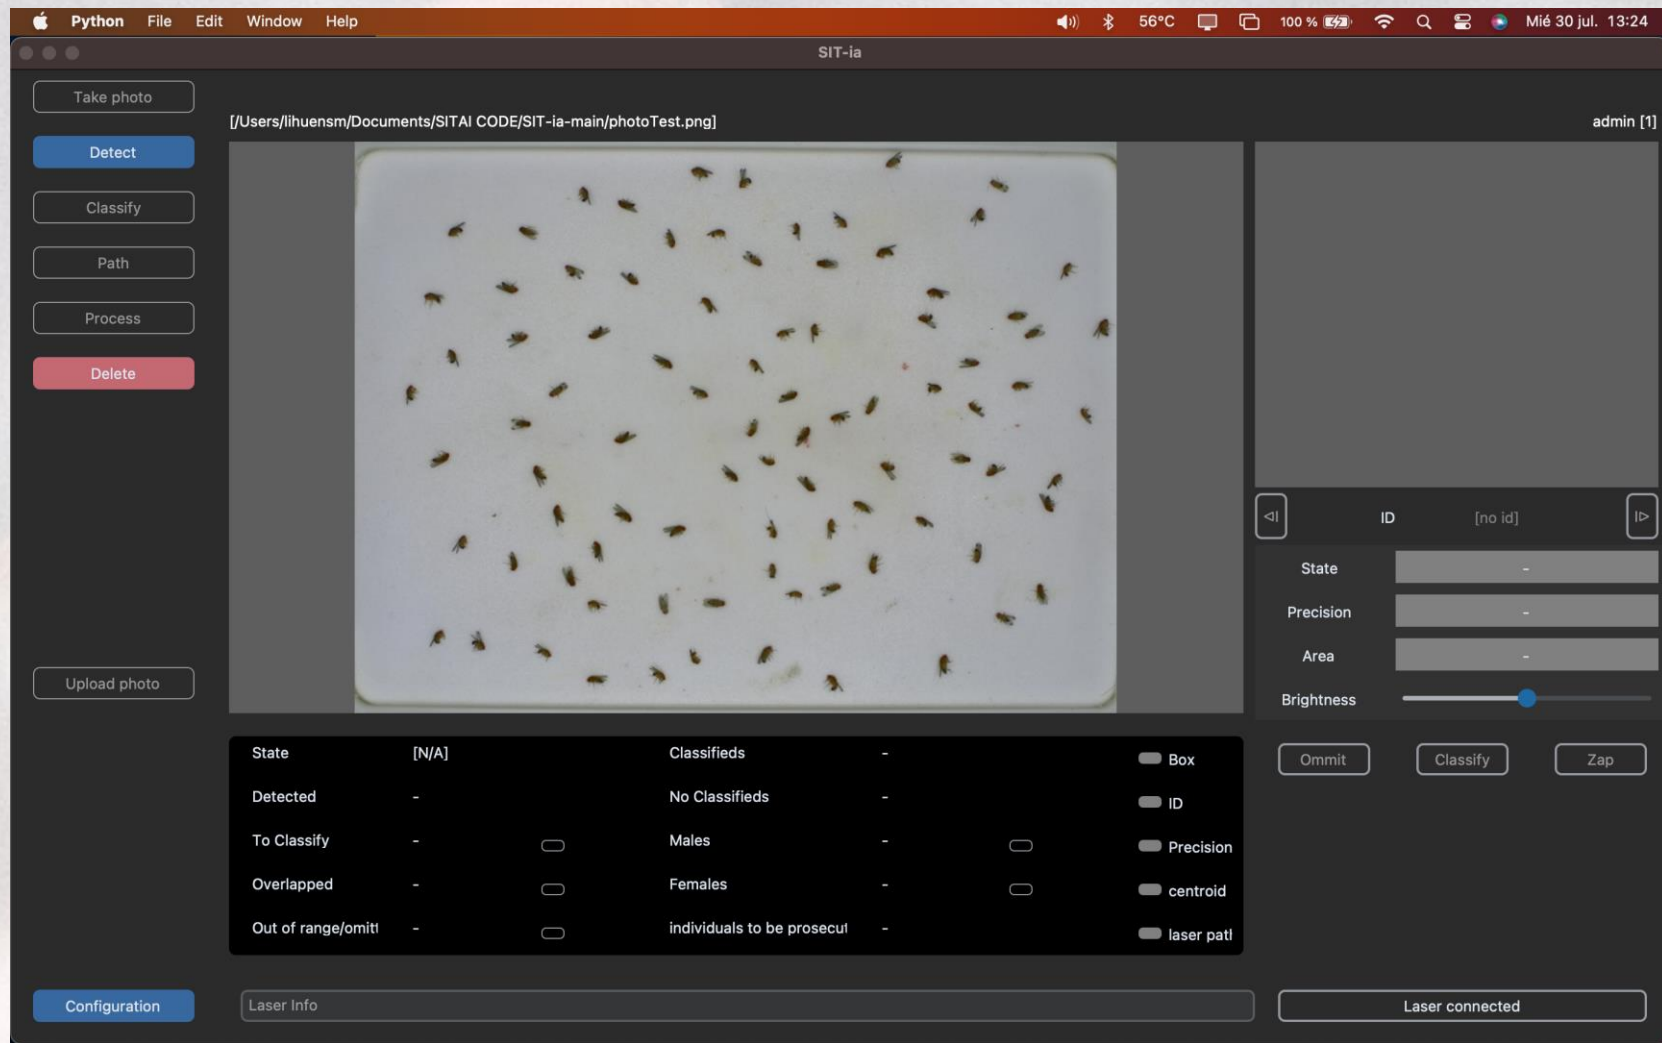 Python File Edit Window Help 56°C 100 % Mié 30 jul. 13:24
SIT-ia
Take photo
[/Users/lihuensm/Documents/SITAI CODE/SIT-ia-main/photoTest.png] admin [1]
Detect
Classify
Path
Process
Delete
ID [no id]
State -
Precision -
Area -
Upload photo
Brightness
State [N/A] Classifieds - Box
Ommit Classify Zap
Detected - No Classifieds - ID
To Classify - Males - Precision
Overlapped - Females - centroid
Out of range/omitt - individuals to be prosecut - laser patl
Configuration Laser Info Laser connected